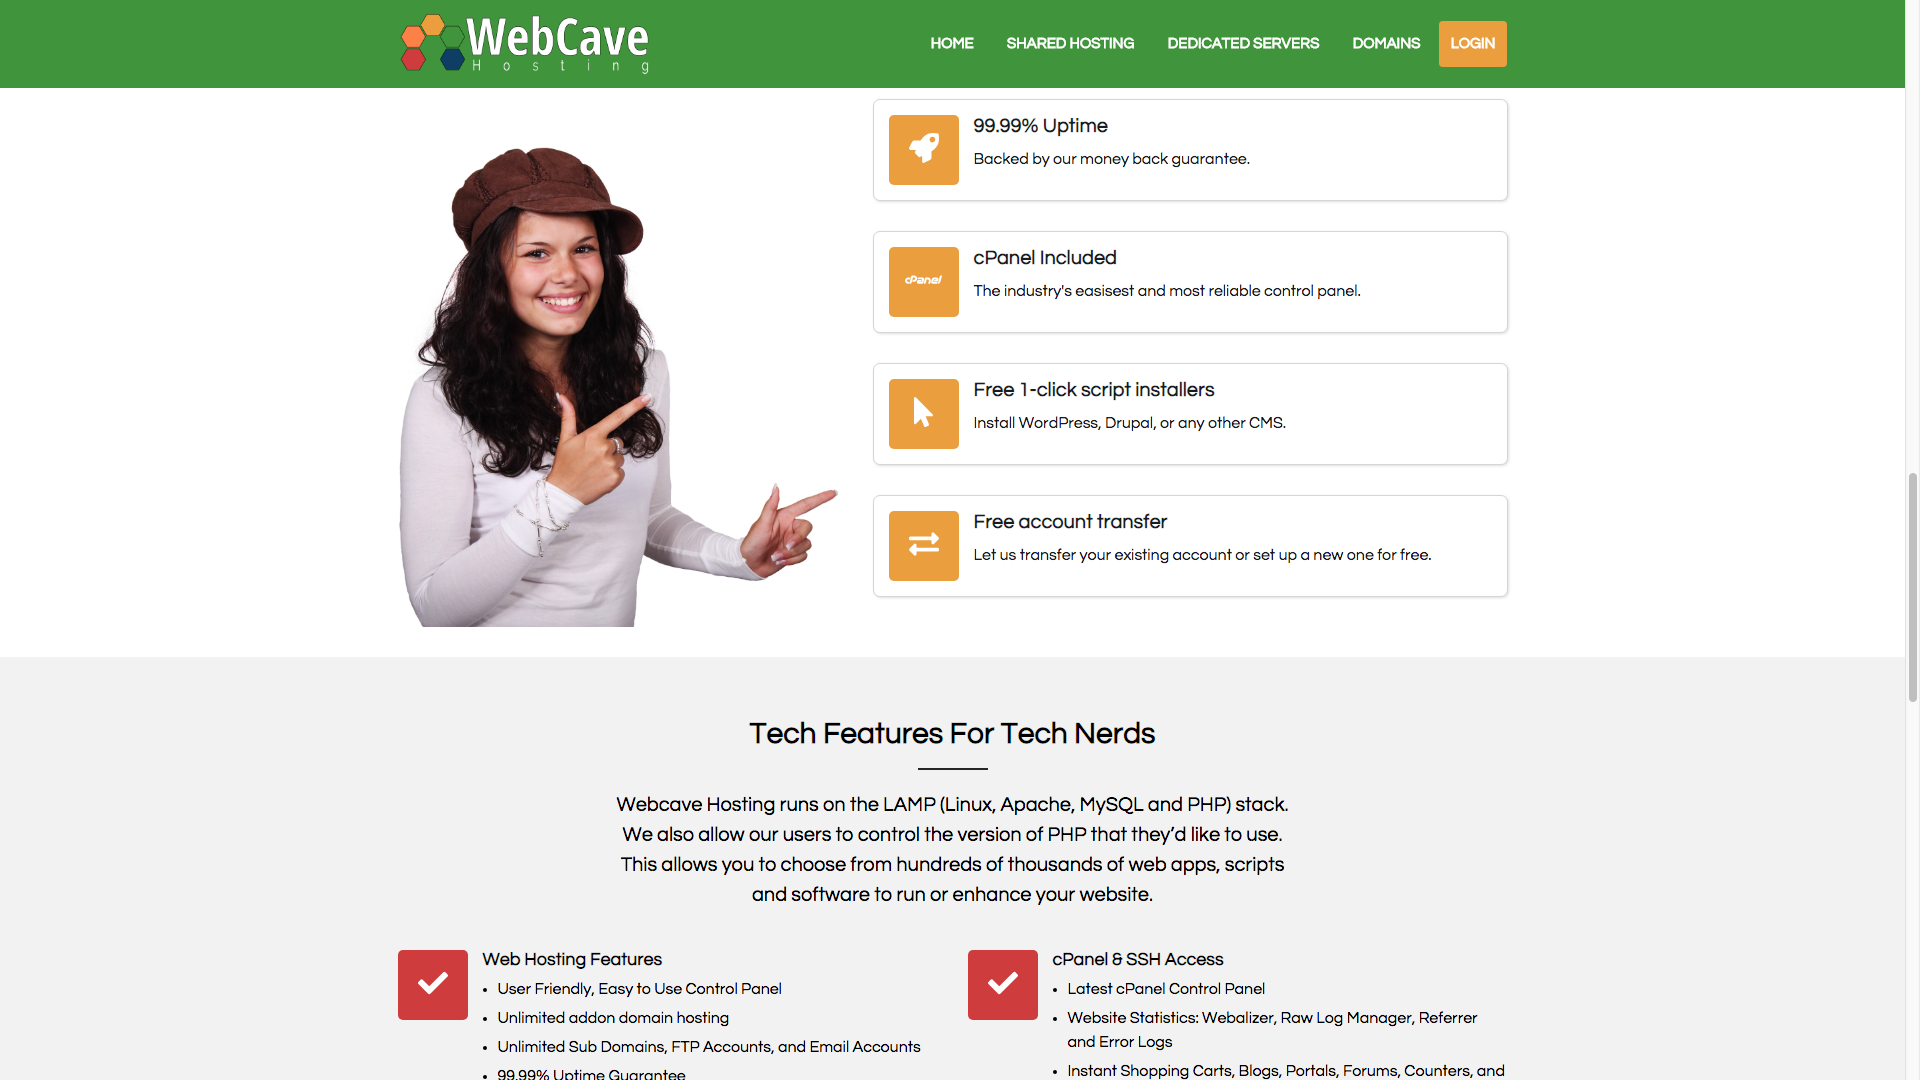 WebCave
Hosting
HOME SHARED HOSTING DEDICATED SERVERS DOMAINS LOGIN
99.99% Uptime
Backed by our money back guarantee.
cPanel
cPanel Included
The industry's easisest and most reliable control panel.
Free 1-click script installers
Install WordPress, Drupal, or any other CMS.
Free account transfer
Let us transfer your existing account or set up a new one for free.
Tech Features For Tech Nerds
Webcave Hosting runs on the LAMP (Linux, Apache, MySQL and PHP) stack.
We also allow our users to control the version of PHP that they’d like to use.
This allows you to choose from hundreds of thousands of web apps, scripts
and software to run or enhance your website.
Web Hosting Features
• User Friendly, Easy to Use Control Panel
• Unlimited addon domain hosting
• Unlimited Sub Domains, FTP Accounts, and Email Accounts
• 99.99% Uptime Guarantee
cPanel & SSH Access
• Latest cPanel Control Panel
• Website Statistics: Webalizer, Raw Log Manager, Referrer
and Error Logs
• Instant Shopping Carts, Blogs, Portals, Forums, Counters, and